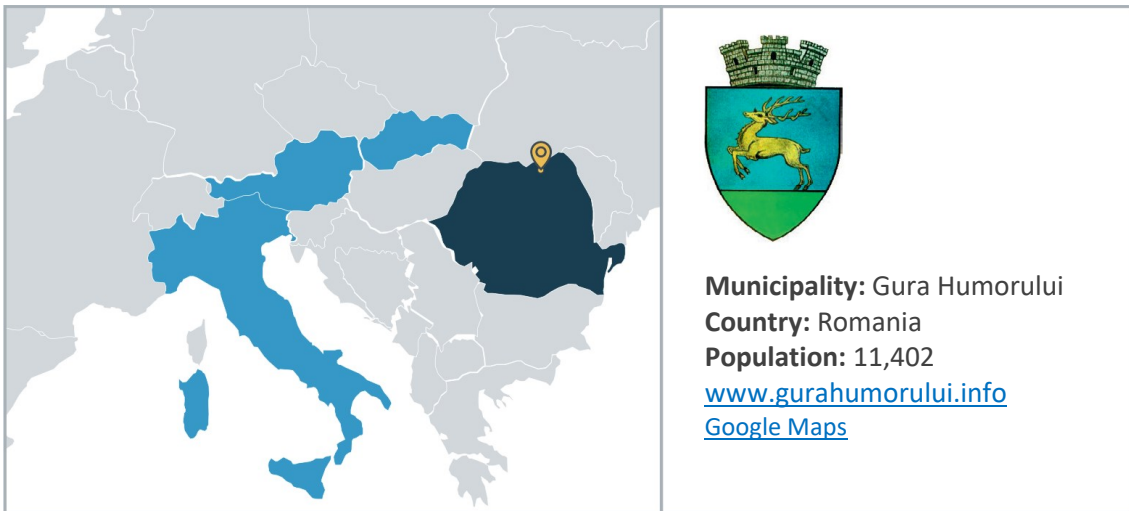 Municipality: Gura Humorului
Country: Romania
Population: 11,402
www.gurahumorului.info
Google Maps